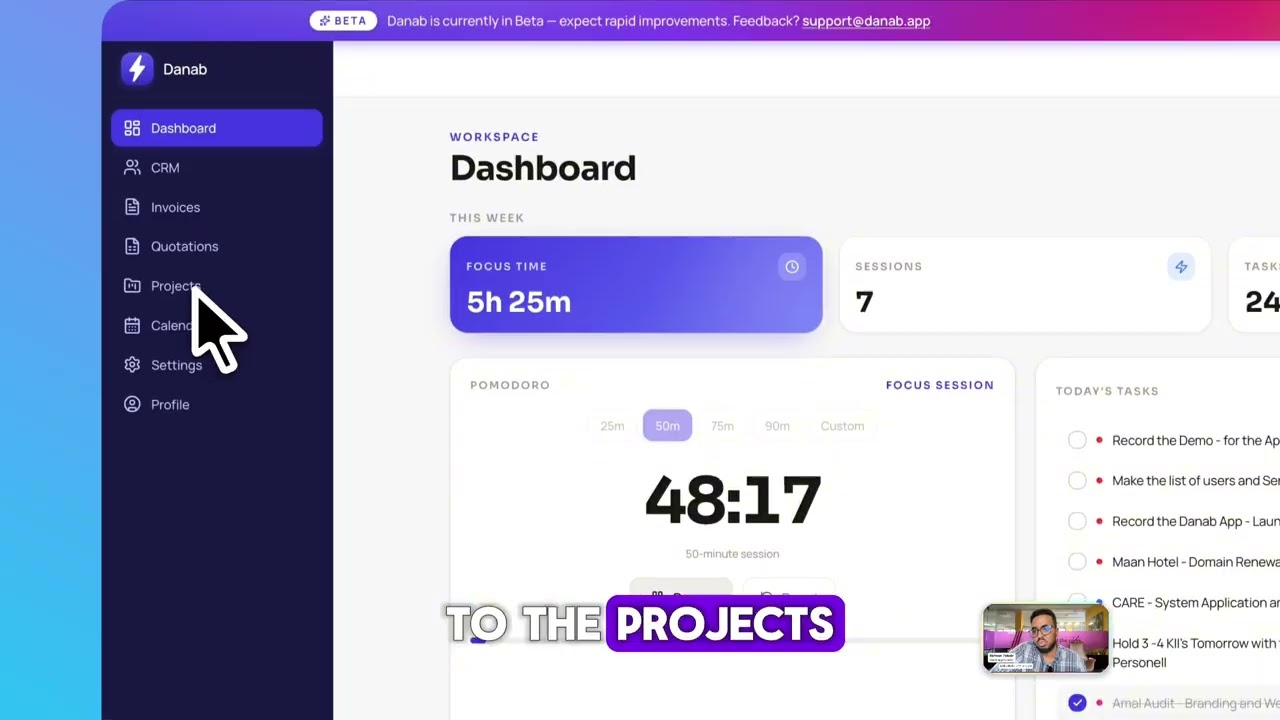 BETA
Danab is currently in Beta — expect rapid improvements. Feedback? support@danab.app
Danab
Dashboard
CRM
Invoices
Quotations
Projects
Calend
Settings
Profile
WORKSPACE
Dashboard
THIS WEEK
FOCUS TIME
5h 25m
SESSIONS
7
TASKS
24
POMODORO
FOCUS SESSION
25m
50m
75m
90m
Custom
48:17
50-minute session
TO THE PROJECTS
TODAY'S TASKS
Record the Demo - for the Ap
Make the list of users and Ser
Record the Danab App - Laun
Maan Hotel - Domain Renewa
CARE - System Application an
Hold 3 -4 KII's Tomorrow with
Personell
Amal Audit - Branding and We